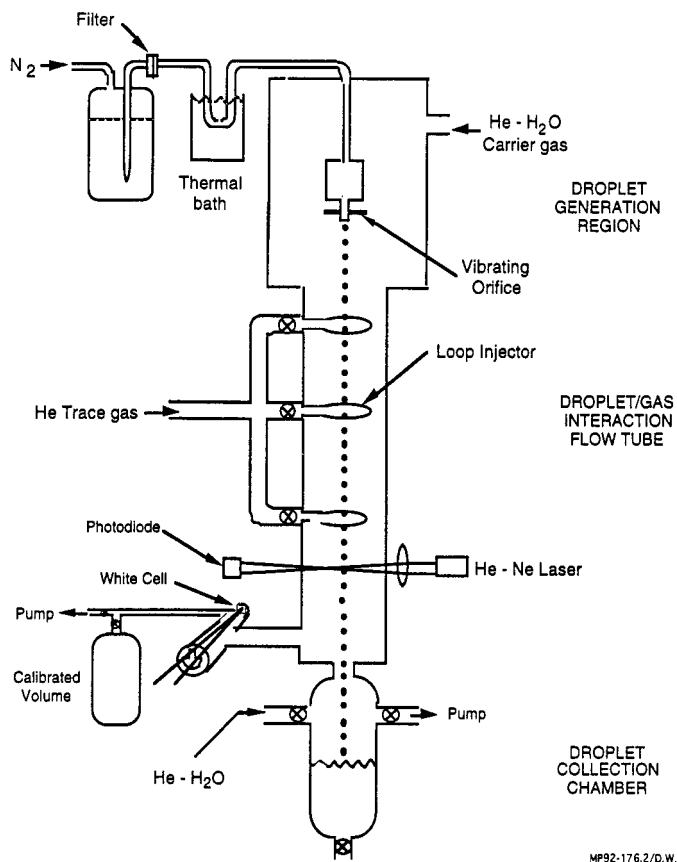 Filter
N2
He - H2O
Carrier gas
Thermal
bath
DROPLET
GENERATION
REGION
Vibrating
Orifice
Loop Injector
He Trace gas
DROPLET/GAS
INTERACTION
FLOW TUBE
Photodiode
He - Ne Laser
White Cell
Pump
Calibrated
Volume
Pump
He - H2O
DROPLET
COLLECTION
CHAMBER
MP92-176.2/D.W.